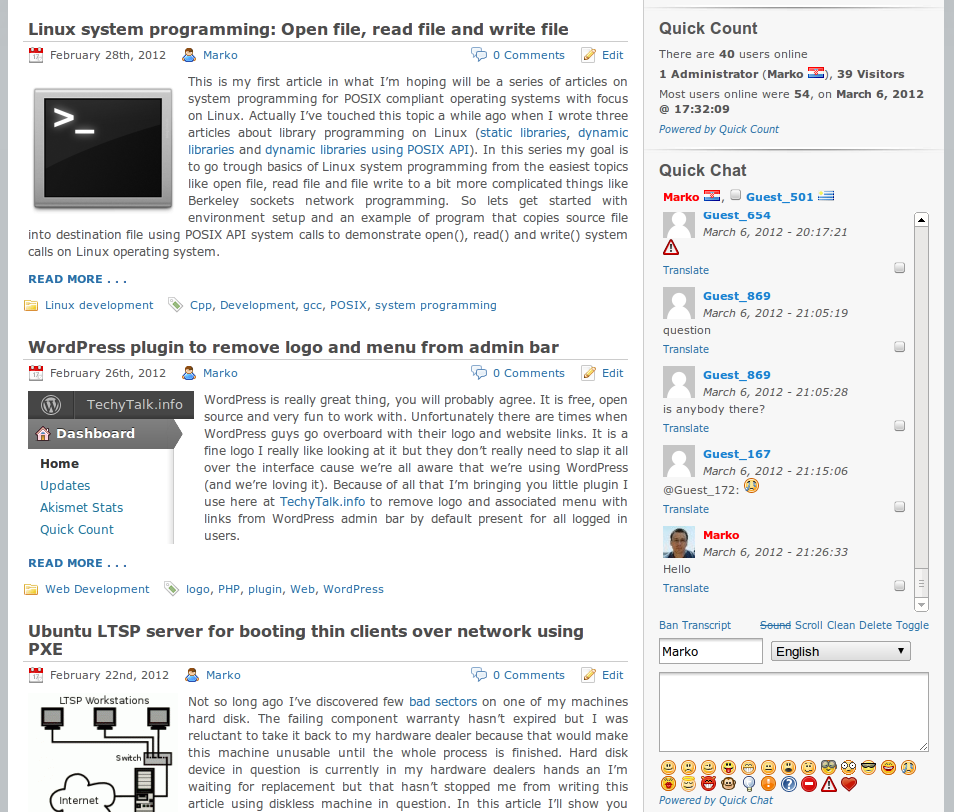 Linux system programming: Open file, read file and write file
February 28th, 2012 Marko 0 Comments Edit
>_
This is my first article in what I'm hoping will be a series of articles on
system programming for POSIX compliant operating systems with focus
on Linux. Actually I've touched this topic a while ago when I wrote three
articles about library programming on Linux (static libraries, dynamic
libraries and dynamic libraries using POSIX API). In this series my goal is
to go trough basics of Linux system programming from the easiest topics
like open file, read file and file write to a bit more complicated things like
Berkeley sockets network programming. So lets get started with
environment setup and an example of program that copies source file
into destination file using POSIX API system calls to demonstrate open(), read() and write() system
calls on Linux operating system.
READ MORE . . .
Linux development Cpp, Development, gcc, POSIX, system programming
WordPress plugin to remove logo and menu from admin bar
February 26th, 2012 Marko 0 Comments Edit
TechyTalk.info
Dashboard
Home
Updates
Akismet Stats
Quick Count
WordPress is really great thing, you will probably agree. It is free, open
source and very fun to work with. Unfortunately there are times when
WordPress guys go overboard with their logo and website links. It is a
fine logo I really like looking at it but they don't really need to slap it all
over the interface cause we're all aware that we're using WordPress
(and we're loving it). Because of all that I'm bringing you little plugin I
use here at TechyTalk.info to remove logo and associated menu with
links from WordPress admin bar by default present for all logged in
users.
READ MORE . . .
Web Development logo, PHP, plugin, Web, WordPress
Ubuntu LTSP server for booting thin clients over network using
PXE
February 22nd, 2012 Marko 0 Comments Edit
LTSP Workstations
Switch
Internet
Not so long ago I've discovered few bad sectors on one of my machines
hard disk. The failing component warranty hasn't expired but I was
reluctant to take it back to my hardware dealer because that would make
this machine unusable until the whole process is finished. Hard disk
device in question is currently in my hardware dealers hands an I'm
waiting for replacement but that hasn't stopped me from writing this
article using diskless machine in question. In this article I'll show you
Quick Count
There are 40 users online
1 Administrator (Marko), 39 Visitors
Most users online were 54, on March 6, 2012
@ 17:32:09
Powered by Quick Count
Quick Chat
Marko , Guest_501
Guest_654
March 6, 2012 - 20:17:21
Translate
Guest_869
March 6, 2012 - 21:05:19
question
Translate
Guest_869
March 6, 2012 - 21:05:28
is anybody there?
Translate
Guest_167
March 6, 2012 - 21:15:06
@Guest_172:
Translate
Marko
March 6, 2012 - 21:26:33
Hello
Translate
Ban Transcript Sound Scroll Clean Delete Toggle
Marko English
Powered by Quick Chat